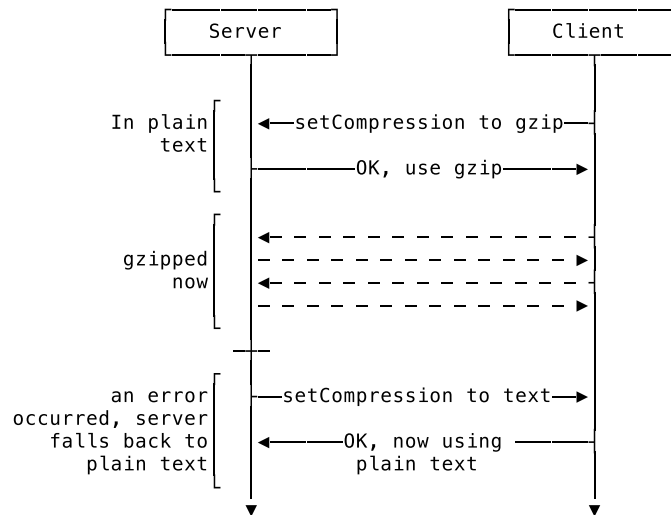 Server
Client
In plain
text
setCompression to gzip
OK, use gzip
gzipped
now
an error
occurred, server
falls back to
plain text
setCompression to text
OK, now using
plain text